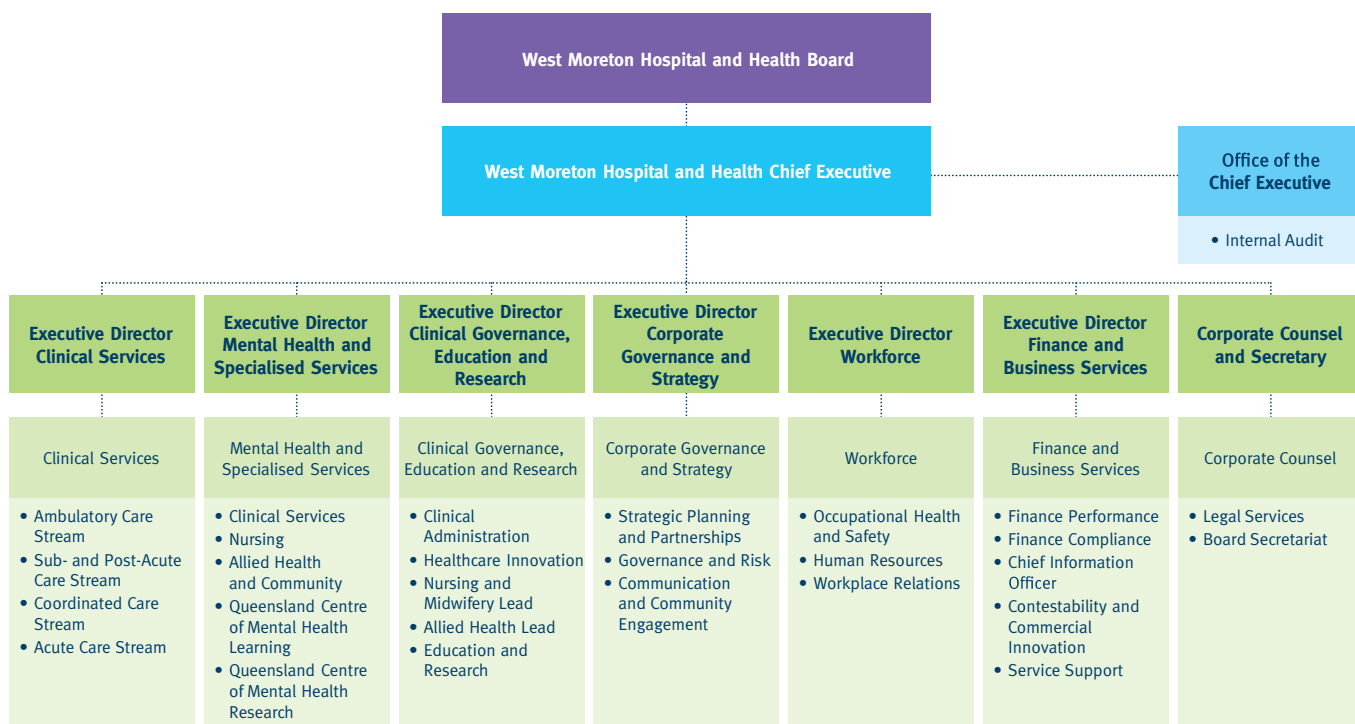 West Moreton Hospital and Health Board
West Moreton Hospital and Health Chief Executive
Office of the
Chief Executive
• Internal Audit
Executive Director
Clinical Services
Executive Director
Mental Health and
Specialised Services
Executive Director
Clinical Governance,
Education and
Research
Executive Director
Corporate
Governance and
Strategy
Executive Director
Workforce
Executive Director
Finance and
Business Services
Corporate Counsel
and Secretary
Clinical Services
Mental Health and
Specialised Services
Clinical Governance,
Education and Research
Corporate Governance
and Strategy
Workforce
Finance and
Business Services
Corporate Counsel
• Ambulatory Care
Stream
• Sub- and Post-Acute
Care Stream
• Coordinated Care
Stream
• Acute Care Stream
• Clinical Services
• Nursing
• Allied Health
and Community
• Queensland Centre
of Mental Health
Learning
• Queensland Centre
of Mental Health
Research
• Clinical
Administration
• Healthcare Innovation
• Nursing and
Midwifery Lead
• Allied Health Lead
• Education and
Research
• Strategic Planning
and Partnerships
• Governance and Risk
• Communication
and Community
Engagement
• Occupational Health
and Safety
• Human Resources
• Workplace Relations
• Finance Performance
• Finance Compliance
• Chief Information
Officer
• Contestability and
Commercial
Innovation
• Service Support
• Legal Services
• Board Secretariat